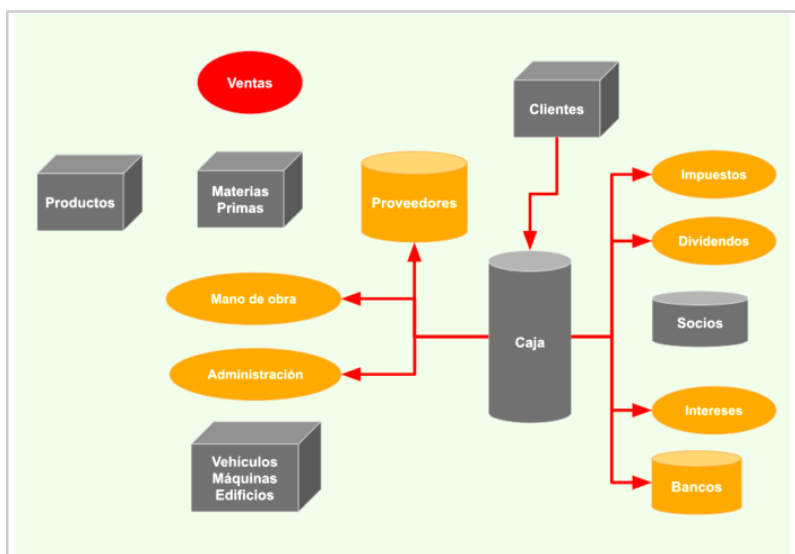 Ventas
Clientes
Productos
Materias
Primas
Proveedores
Impuestos
Dividendos
Mano de obra
Socios
Caja
Administración
Intereses
Vehículos
Máquinas
Edificios
Bancos